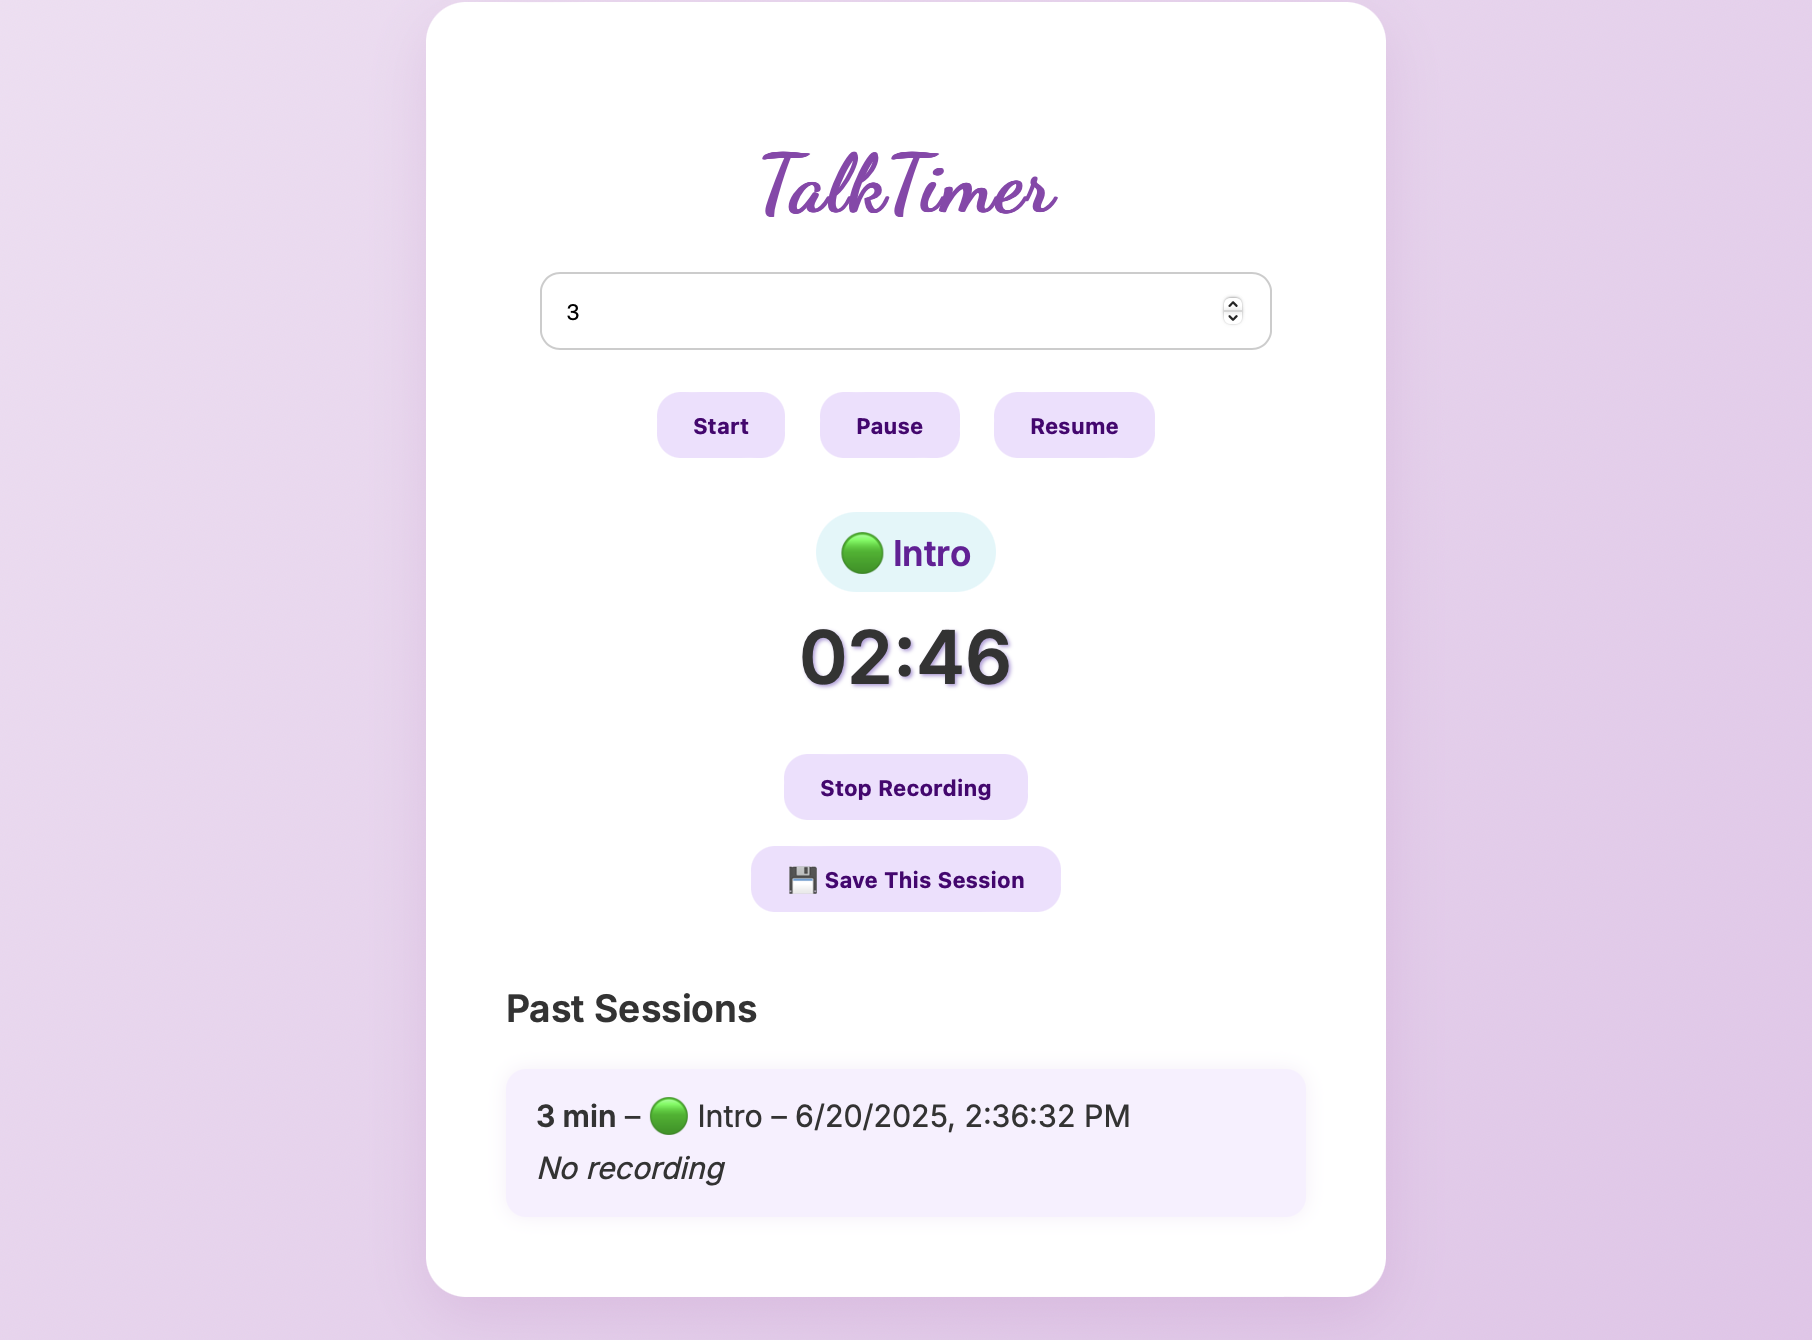 TalkTimer
3
Start Pause Resume
🟢 Intro
02:46
Stop Recording
💾 Save This Session
Past Sessions
3 min – 🟢 Intro – 6/20/2025, 2:36:32 PM
No recording